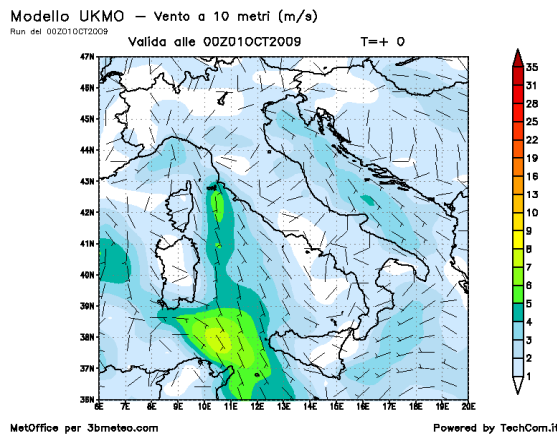 Modello UKMO - Vento a 10 metri (m/s)
Run del 00Z01OCT2009
Valida alle 00Z01OCT2009 T=+ 0
47N
46N
45N
44N
43N
42N
41N
40N
39N
38N
37N
36N
6E 7E 8E 9E 10E 11E 12E 13E 14E 15E 16E 17E 18E 19E 20E
35
31
28
25
22
19
16
13
10
9
8
7
6
5
4
3
2
1
MetOffice per 3bmeteo.com Powered by TechCom.it